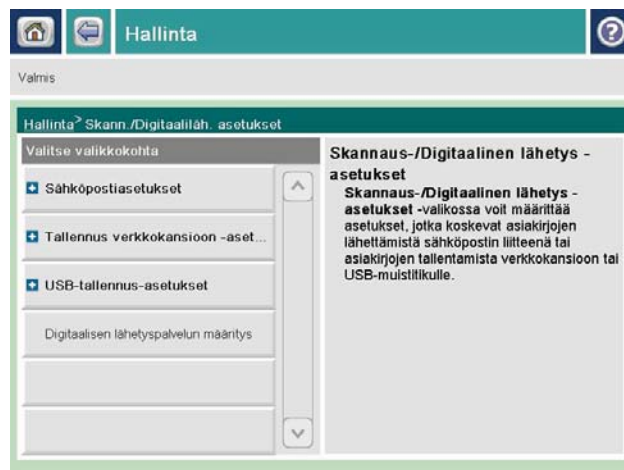 Hallinta
?
Valmis
Hallinta> Skann./Digitaaliläh. asetukset
Valitse valikkokohta
Sähköpostiasetukset
Tallennus verkkokansioon -aset...
USB-tallennus-asetukset
Digitaalisen lähetyspalvelun määritys
Skannaus-/Digitaalinen lähetys -
asetukset
Skannaus-/Digitaalinen lähetys -
asetukset -valikossa voit määrittää
asetukset, jotka koskevat asiakirjojen
lähettämistä sähköpostin liitteenä tai
asiakirjojen tallentamista verkkokansioon tai
USB-muistitikulle.